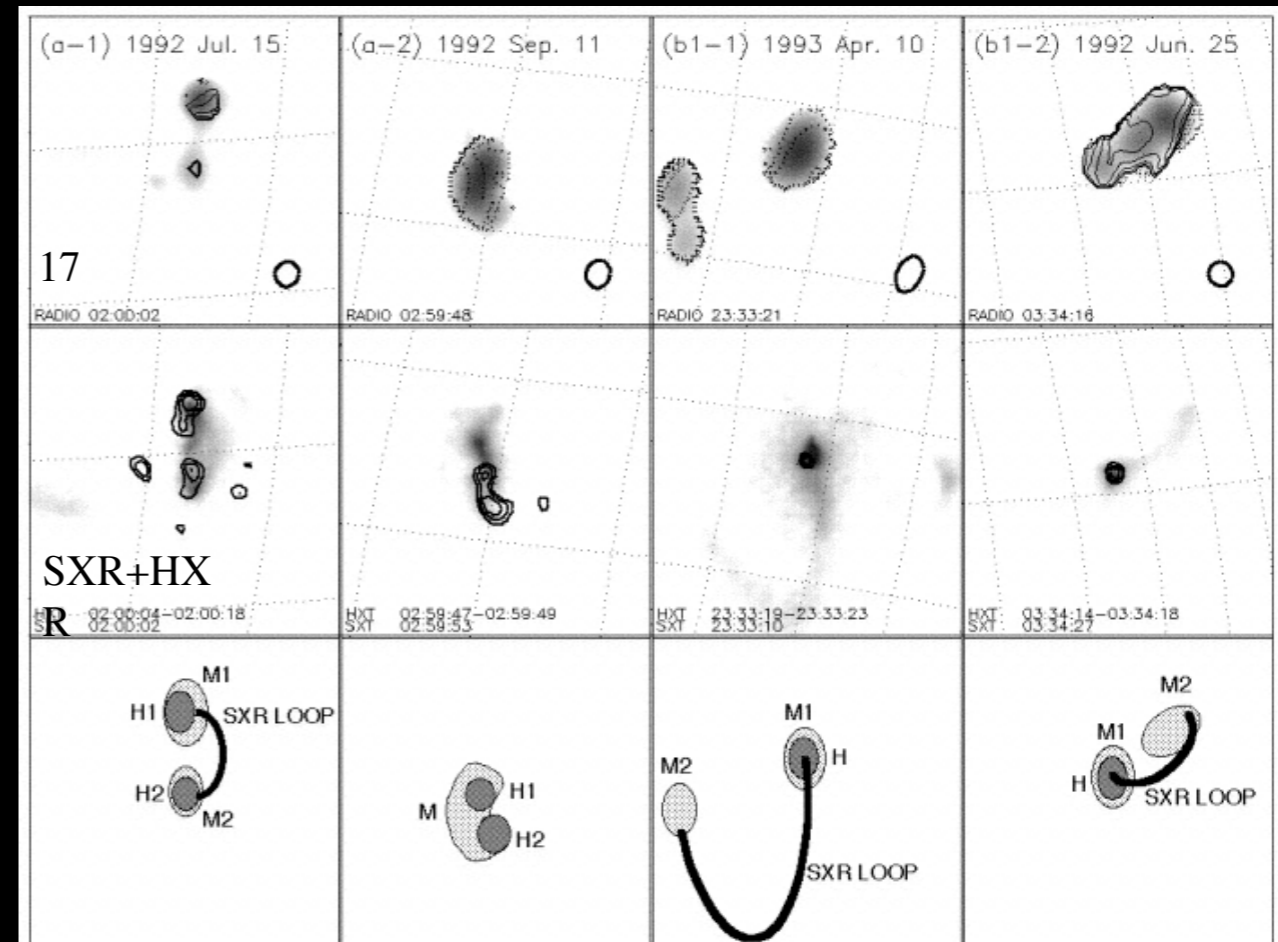 (a-1) 1992 Jul. 15
(a-2) 1992 Sep. 11
(b1-1) 1993 Apr. 10
(b1-2) 1992 Jun. 25
17
RADIO 02:00:02
RADIO 02:59:48
RADIO 23:33:21
RADIO 03:34:16
SXR+HX
R
02:00:04-02:00:18
02:00:02
HXT 02:59:47-02:59:49
SXT 02:59:53
HXT 23:33:19-23:33:23
SXT 23:33:10
HXT 03:34:14-03:34:18
SXT 03:34:27
M1
H1
SXR LOOP
H2
M2
H1
M
H2
M1
H
M2
SXR LOOP
M2
M1
H
SXR LOOP